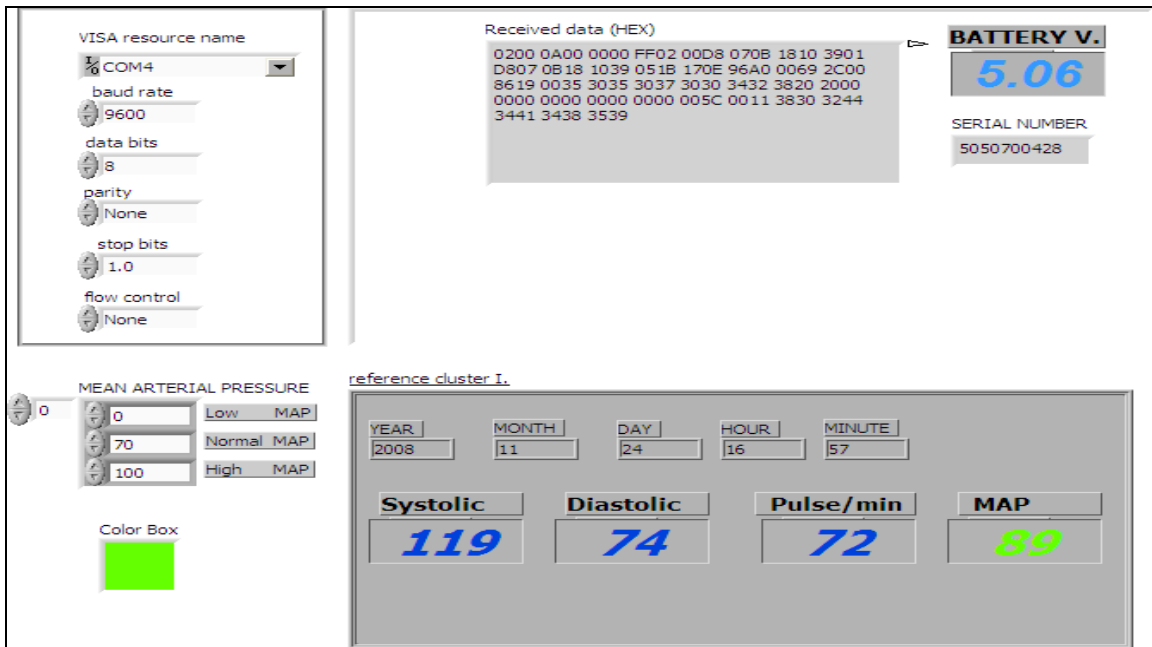 VISA resource name
COM4
baud rate
9600
data bits
8
parity
None
stop bits
1.0
flow control
None
Received data (HEX)
0200 0A00 0000 FF02 00D8 070B 1810 3901
D807 0B18 1039 051B 170E 96A0 0069 2C00
8619 0035 3035 3037 3030 3432 3820 2000
0000 0000 0000 0000 005C 0011 3830 3244
3441 3438 3539
BATTERY V.
5.06
SERIAL NUMBER
5050700428
MEAN ARTERIAL PRESSURE
0
0 Low MAP
70 Normal MAP
100 High MAP
Color Box
reference cluster I.
YEAR MONTH DAY HOUR MINUTE
2008 11 24 16 57
Systolic Diastolic Pulse/min MAP
119 74 72 89